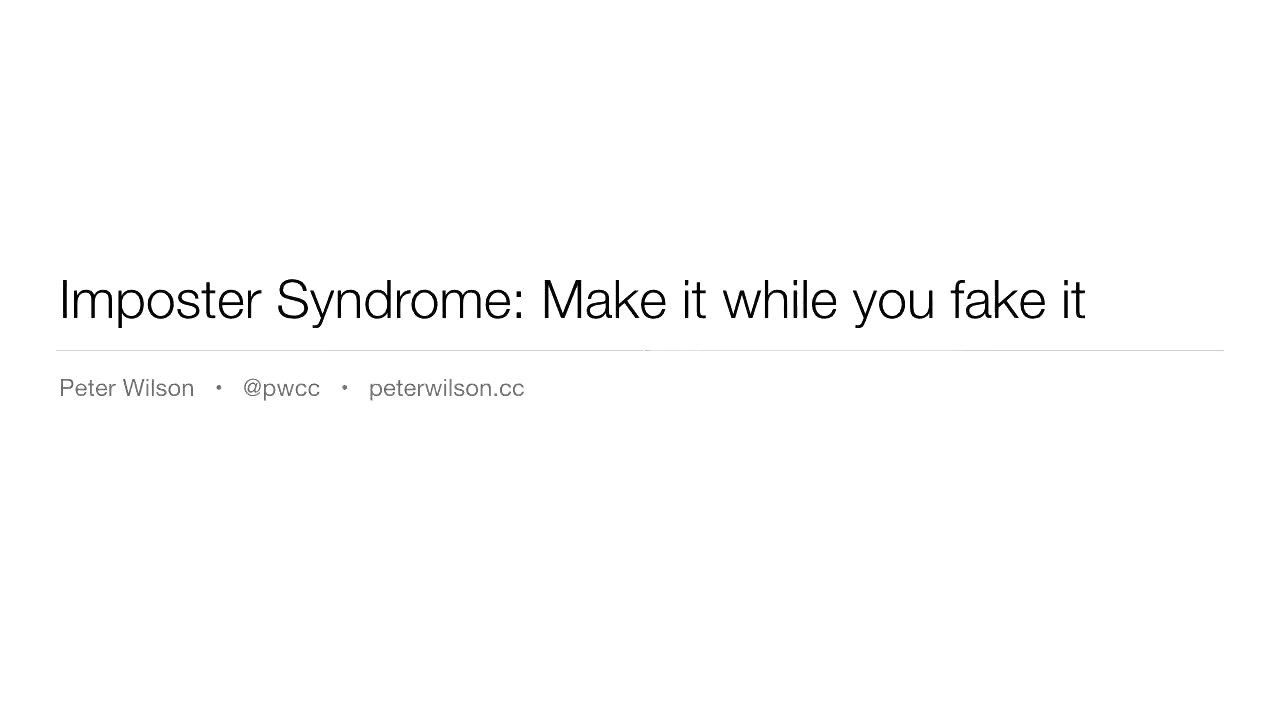 Imposter Syndrome: Make it while you fake it
Peter Wilson • @pwcc • peterwilson.cc